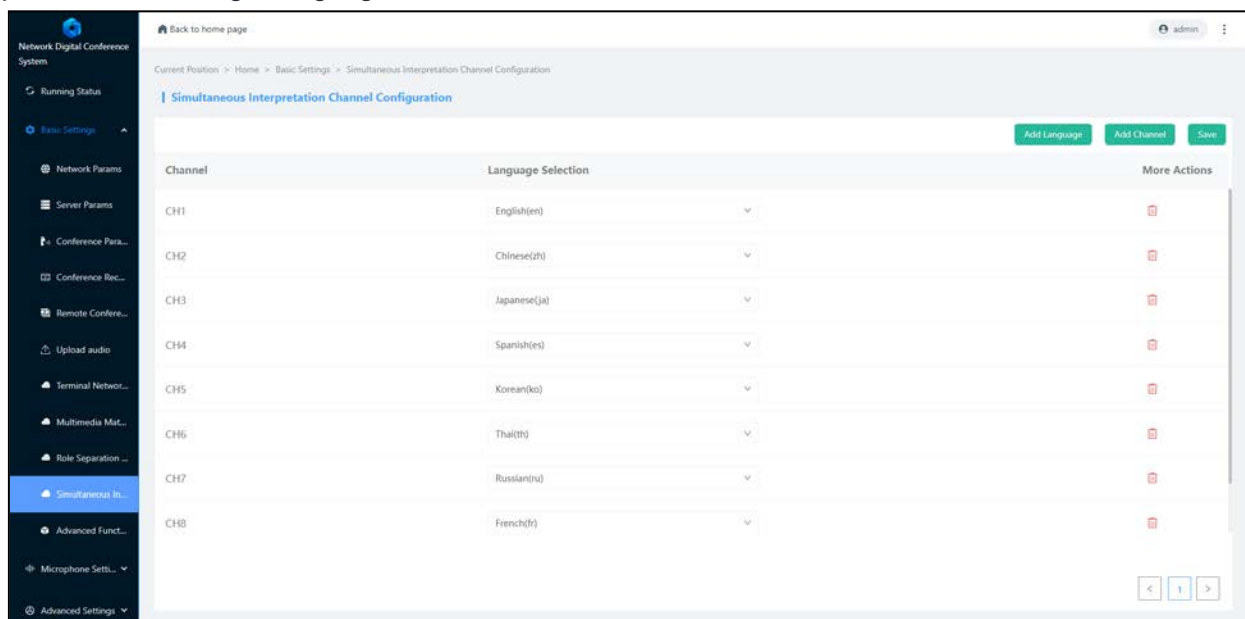 Network Digital Conference
System
Back to home page
admin
Current Position > Home > Basic Settings > Simultaneous Interpretation Channel Configuration
Simultaneous Interpretation Channel Configuration
Running Status
Basic Settings
Network Params
Server Params
Conference Para...
Conference Rec...
Remote Confere...
Upload audio
Terminal Networ...
Multimedia Mat...
Role Separation ...
Simultaneous In...
Advanced Funct...
Microphone Setti...
Advanced Settings
Add Language Add Channel Save
Channel Language Selection More Actions
CH1 English(en)
CH2 Chinese(zh)
CH3 Japanese(ja)
CH4 Spanish(es)
CH5 Korean(ko)
CH6 Thai(th)
CH7 Russian(ru)
CH8 French(fr)
< 1 >